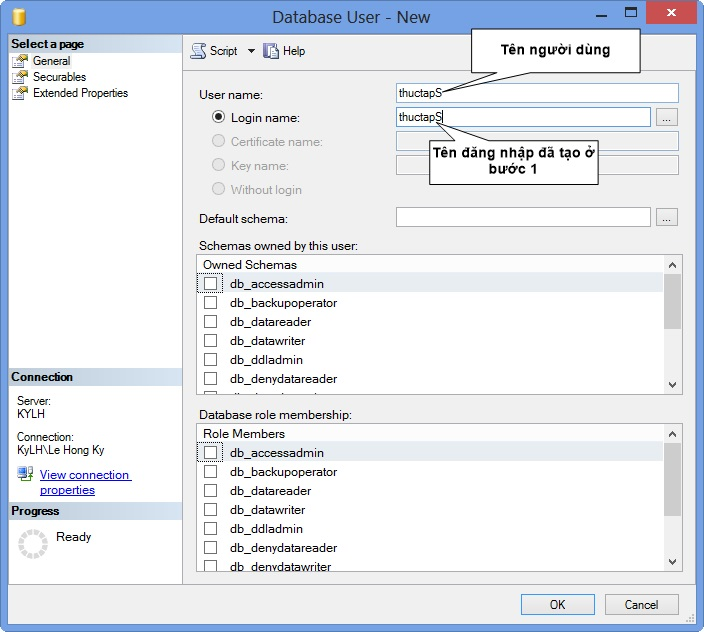 Database User - New
Select a page
General
Securables
Extended Properties
Script
Help
Tên người dùng
User name:
thuctapS
Login name:
thuctapS
...
Certificate name:
Tên đăng nhập đã tạo ở
bước 1
Key name:
Without login
Default schema:
...
Schemas owned by this user:
Owned Schemas
db_accessadmin
db_backupoperator
db_datareader
db_datawriter
db_ddladmin
db_denydatareader
Connection
Server:
KYLH
Connection:
KyLH\Le Hong Ky
View connection
properties
Progress
Ready
Database role membership:
Role Members
db_accessadmin
db_backupoperator
db_datareader
db_datawriter
db_ddladmin
db_denydatareader
db_denydatawriter
OK
Cancel